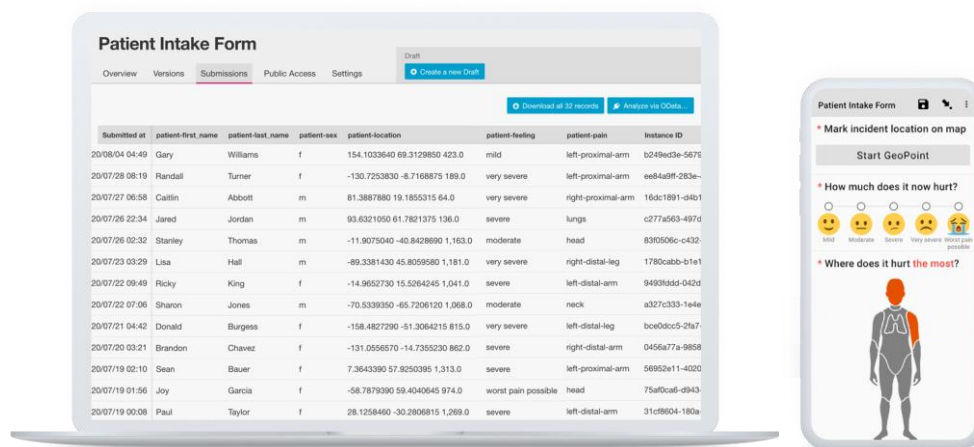 Patient Intake Form
Draft
Overview Versions Submissions Public Access Settings
Create a new Draft
Download all 32 records Analyze via OData...
Submitted at patient-first_name patient-last_name patient-sex patient-location patient-feeling patient-pain Instance ID
20/08/04 04:49 Gary Williams f 154.1033640 69.3129850 423.0 mild left-proximal-arm b249ed3e-5679
20/07/28 08:19 Randall Turner f -130.7253830 -8.7168875 189.0 very severe left-proximal-arm ee84a9ff-283e-
20/07/27 06:58 Caitlin Abbott m 81.3887880 19.1855315 64.0 very severe right-proximal-arm 16dc1891-d4b1
20/07/26 22:34 Jared Jordan m 93.6321050 61.7821375 136.0 severe lungs c277a563-497d
20/07/26 02:32 Stanley Thomas m -11.9075040 -40.8428690 1,163.0 moderate head 83f0506c-c432-
20/07/23 03:29 Lisa Hall m -89.3381430 45.8059580 1,181.0 very severe right-distal-leg 1780cabb-b1e1
20/07/22 09:49 Ricky King f -14.9652730 15.5264245 1,041.0 severe left-distal-arm 9493fddd-042d
20/07/22 07:06 Sharon Jones m -70.5339350 -65.7206120 1,068.0 moderate neck a327c333-1e4e
20/07/21 04:42 Donald Burgess f -158.4827290 -51.3064215 815.0 very severe left-distal-leg bce0dcc5-2fa7-
20/07/20 03:21 Brandon Chavez f -131.0556570 -14.7355230 862.0 severe right-distal-arm 0456a77a-9858
20/07/19 02:10 Sean Bauer f 7.3643390 57.9250395 1,313.0 severe left-proximal-arm 56952e11-4020
20/07/19 01:56 Joy Garcia f -58.7879390 59.4040645 974.0 worst pain possible head 75af0ca6-d943-
20/07/19 00:08 Paul Taylor f 28.1258460 -30.2806815 1,269.0 severe left-distal-arm 31cf8604-180a-
Patient Intake Form
* Mark incident location on map
Start GeoPoint
* How much does it now hurt?
Mild Moderate Severe Very severe Worst pain
possible
* Where does it hurt the most?